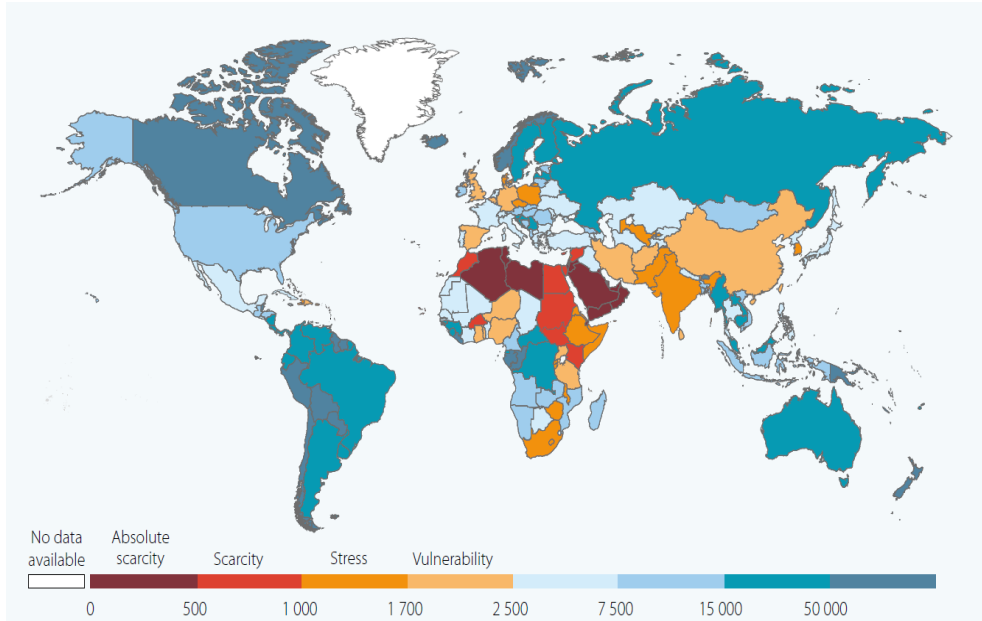 No data
available
Absolute
scarcity
Scarcity
Stress
Vulnerability
0
500
1 000
1 700
2 500
7 500
15 000
50 000